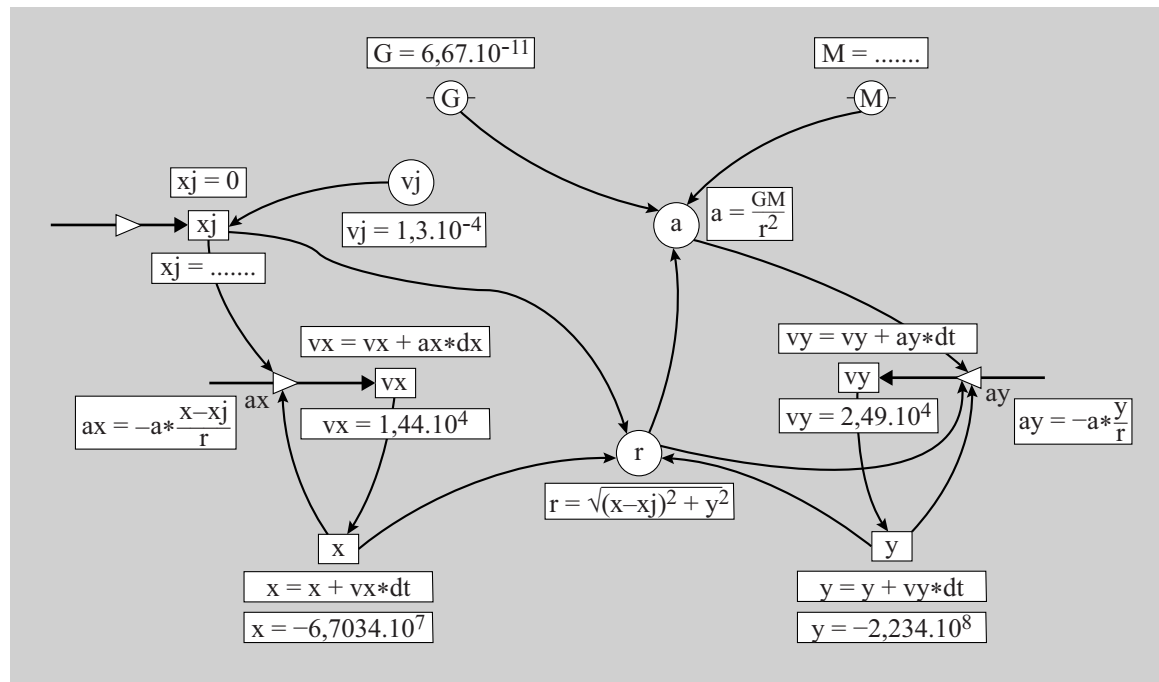 G = 6,67.10⁻¹¹
M = .......
G
M
xj = 0
vj
xj
vj = 1,3.10⁻⁴
a
a = GM/r²
xj = .......
vx = vx + ax*dx
vy = vy + ay*dt
ax
vx
vy
ay
ax = −a*(x−xj)/r
vx = 1,44.10⁴
vy = 2,49.10⁴
ay = −a*y/r
r
r = √(x−xj)² + y²
x
y
x = x + vx*dt
y = y + vy*dt
x = −6,7034.10⁷
y = −2,234.10⁸